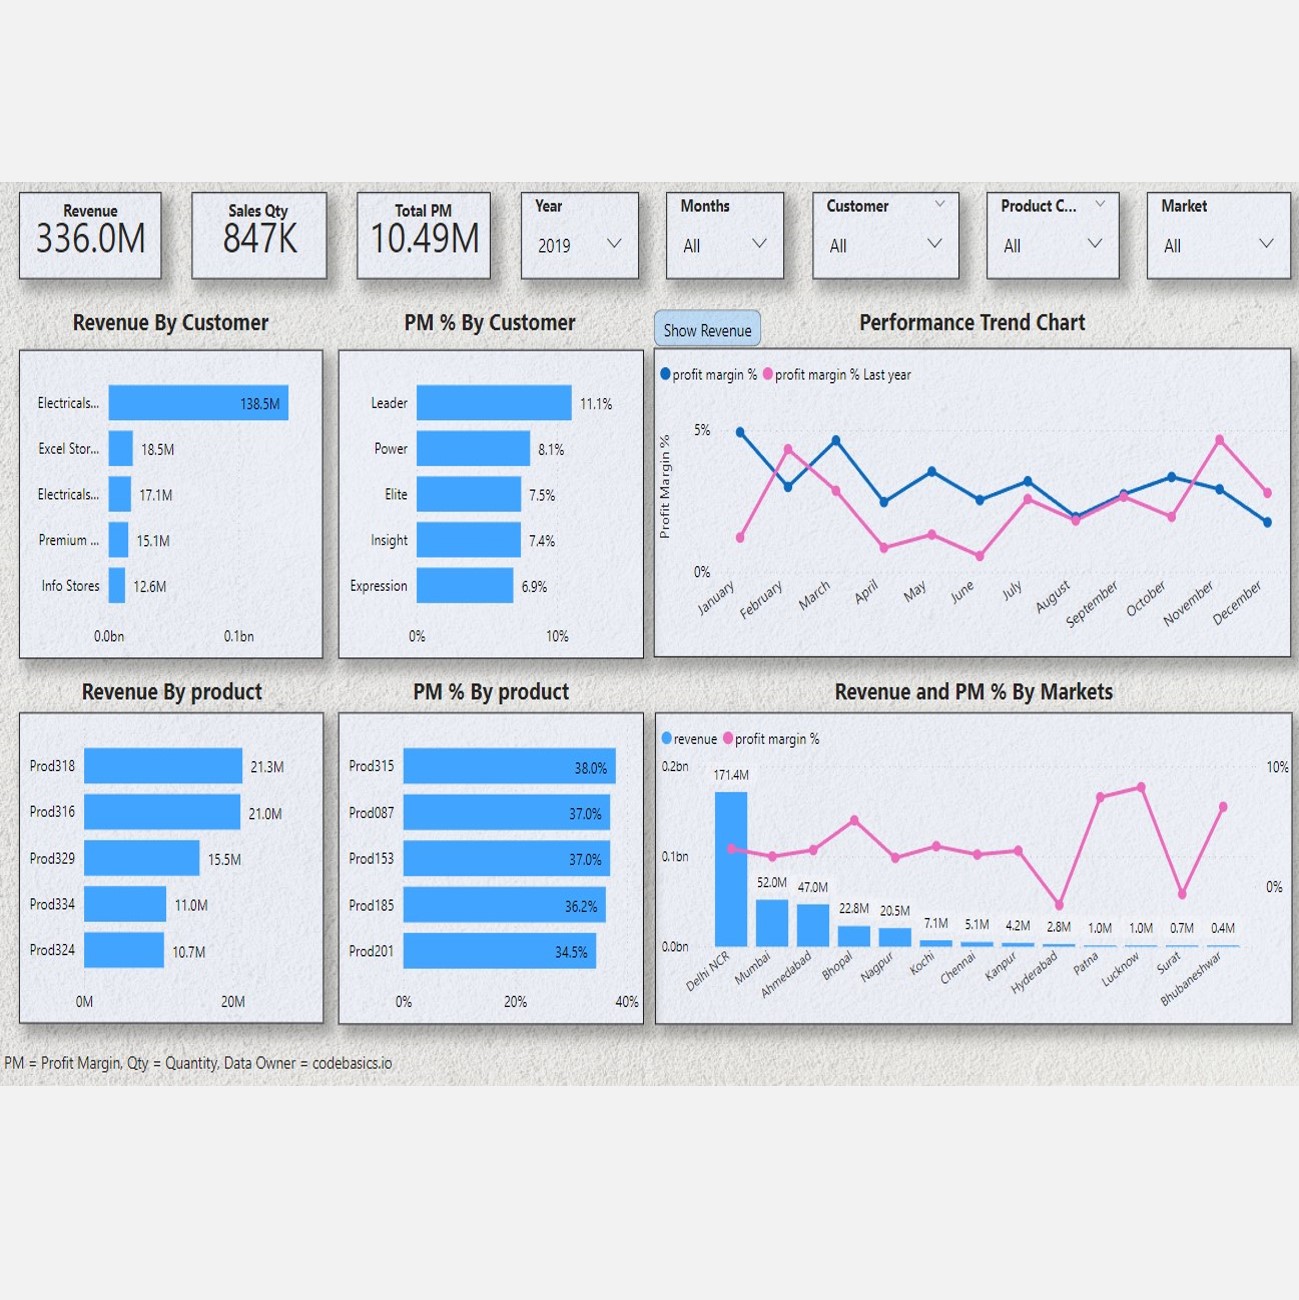 Revenue
336.0M
Sales Qty
847K
Total PM
10.49M
Year
2019
Months
All
Customer
All
Product C...
All
Market
All
Revenue By Customer
Electricals...
138.5M
Excel Stor...
18.5M
Electricals...
17.1M
Premium ...
15.1M
Info Stores
12.6M
0.0bn
0.1bn
PM % By Customer
Leader
11.1%
Power
8.1%
Elite
7.5%
Insight
7.4%
Expression
6.9%
0%
10%
Show Revenue
Performance Trend Chart
profit margin %
profit margin % Last year
Profit Margin %
5%
0%
January
February
March
April
May
June
July
August
September
October
November
December
Revenue By product
Prod318
21.3M
Prod316
21.0M
Prod329
15.5M
Prod334
11.0M
Prod324
10.7M
0M
20M
PM % By product
Prod315
38.0%
Prod087
37.0%
Prod153
37.0%
Prod185
36.2%
Prod201
34.5%
0%
20%
40%
Revenue and PM % By Markets
revenue
profit margin %
0.2bn
0.1bn
0.0bn
10%
0%
171.4M
52.0M
47.0M
22.8M
20.5M
7.1M
5.1M
4.2M
2.8M
1.0M
1.0M
0.7M
0.4M
Delhi NCR
Mumbai
Ahmedabad
Bhopal
Nagpur
Kochi
Chennai
Kanpur
Hyderabad
Patna
Lucknow
Surat
Bhubaneshwar
PM = Profit Margin, Qty = Quantity, Data Owner = codebasics.io